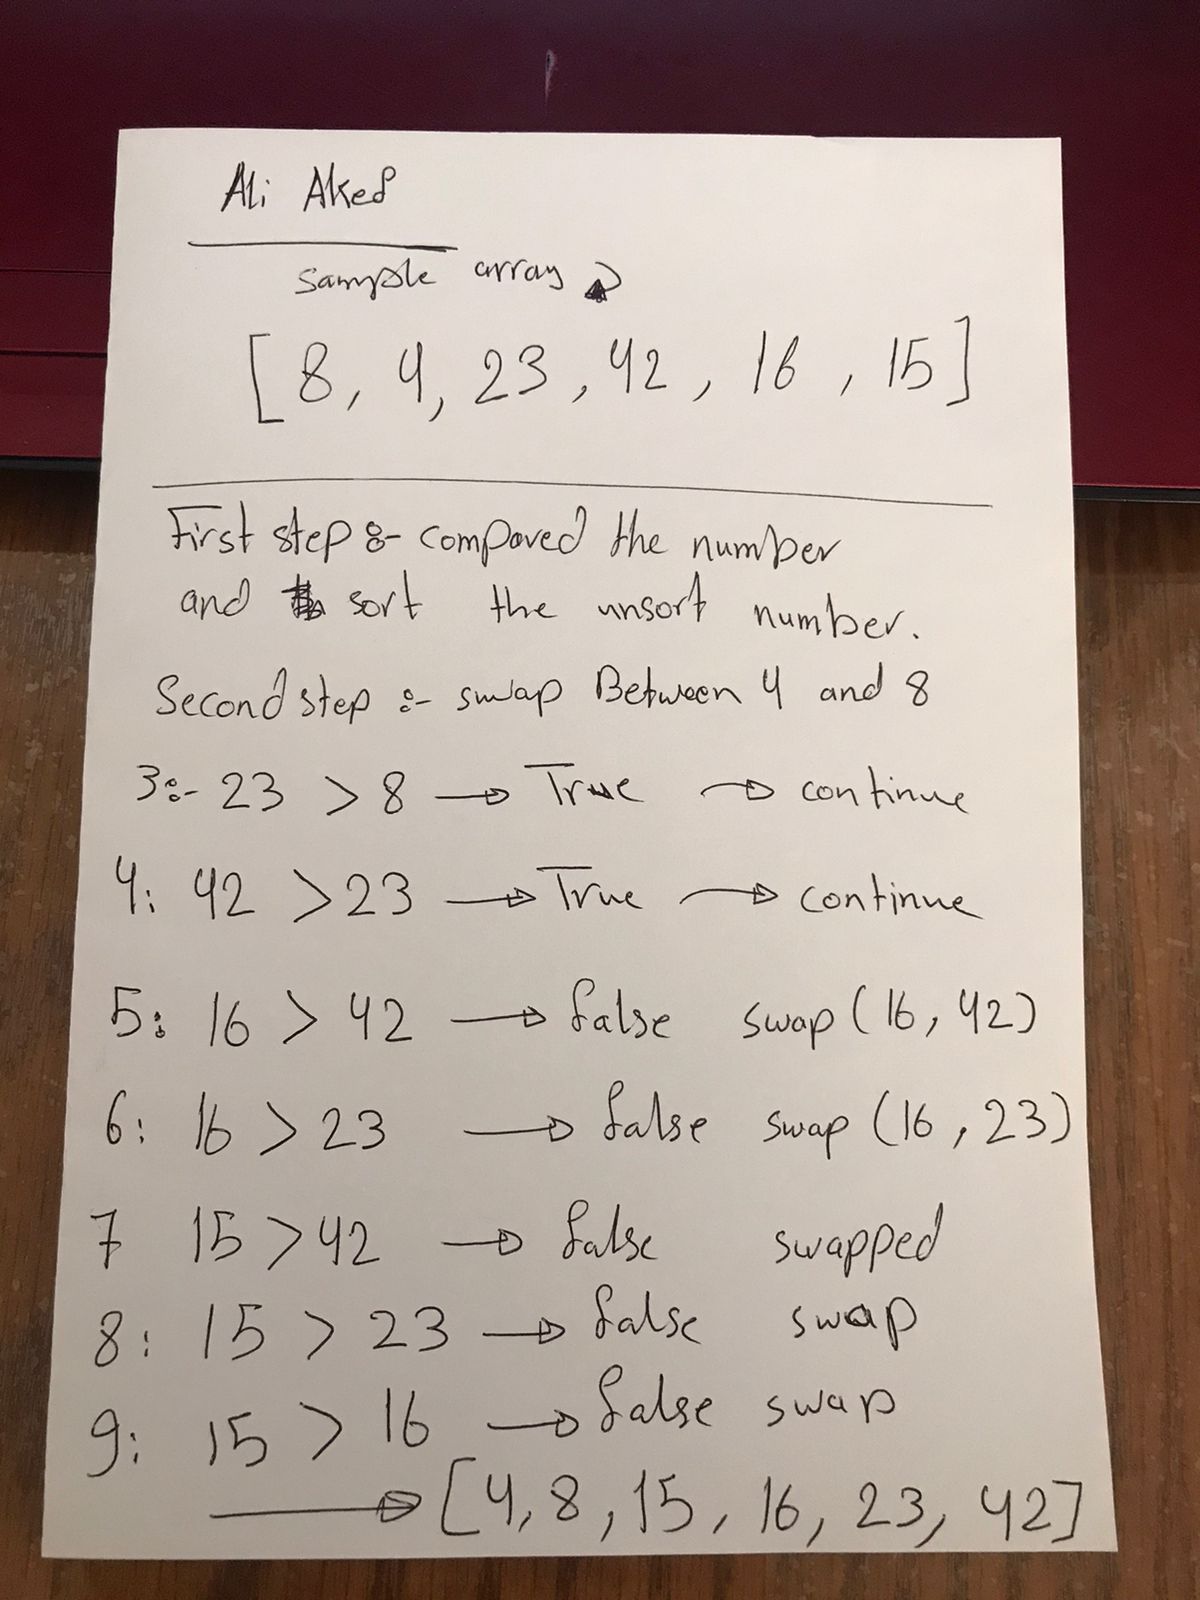 Ali Akef
sample array
[8, 4, 23, 42, 16, 15]
First step :- compared the number
and sort the unsort number.
Second step :- swap Between 4 and 8
3:- 23 > 8 → True → continue
4: 42 > 23 → True → continue
5: 16 > 42 → false swap (16, 42)
6: 16 > 23 → false swap (16, 23)
7 15 > 42 → false swapped
8: 15 > 23 → false swap
9: 15 > 16 → false swap
→ [4, 8, 15, 16, 23, 42]